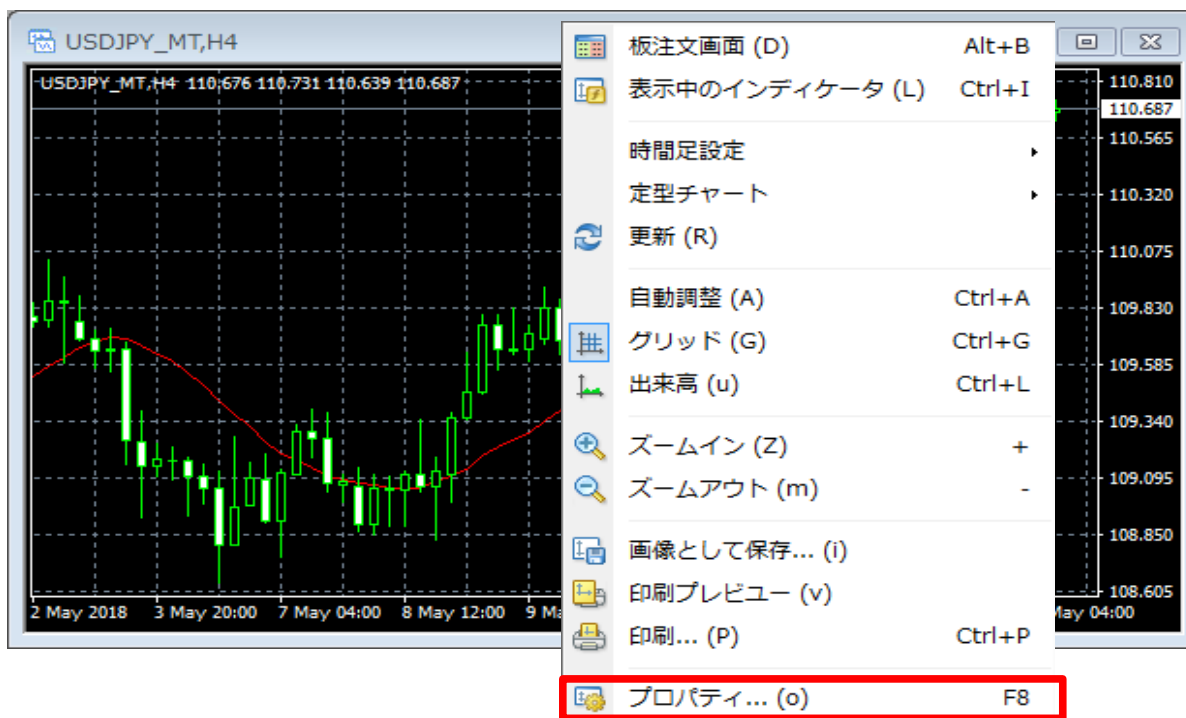 USDJPY_MT,H4
USDJPY_MT,H4 110.676 110.731 110.639 110.687
板注文画面 (D) Alt+B
表示中のインディケータ (L) Ctrl+I
時間足設定
定型チャート
更新 (R)
自動調整 (A) Ctrl+A
グリッド (G) Ctrl+G
出来高 (u) Ctrl+L
ズームイン (Z) +
ズームアウト (m) -
画像として保存... (i)
印刷プレビュー (v)
印刷... (P) Ctrl+P
プロパティ... (o) F8
110.810
110.687
110.565
110.320
110.075
109.830
109.585
109.340
109.095
108.850
108.605
2 May 2018 3 May 20:00 7 May 04:00 8 May 12:00 9 May 04:00